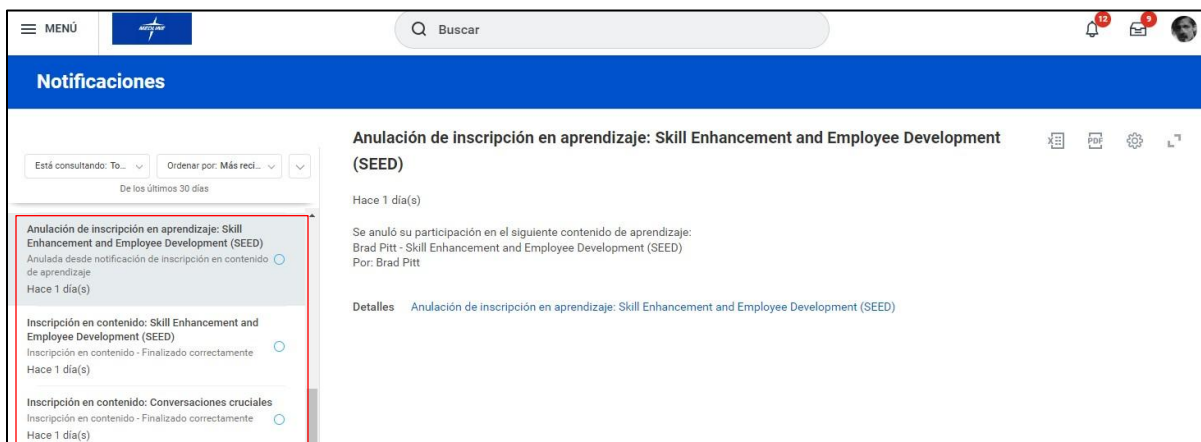 MENÚ
MEDLINE
Buscar
12
9
Notificaciones
Está consultando: To...
Ordenar por: Más reci...
De los últimos 30 días
Anulación de inscripción en aprendizaje: Skill
Enhancement and Employee Development (SEED)
Anulada desde notificación de inscripción en contenido
de aprendizaje
Hace 1 día(s)
Inscripción en contenido: Skill Enhancement and
Employee Development (SEED)
Inscripción en contenido - Finalizado correctamente
Hace 1 día(s)
Inscripción en contenido: Conversaciones cruciales
Inscripción en contenido - Finalizado correctamente
Hace 1 día(s)
Anulación de inscripción en aprendizaje: Skill Enhancement and Employee Development
(SEED)
PDF
Hace 1 día(s)
Se anuló su participación en el siguiente contenido de aprendizaje:
Brad Pitt - Skill Enhancement and Employee Development (SEED)
Por: Brad Pitt
Detalles Anulación de inscripción en aprendizaje: Skill Enhancement and Employee Development (SEED)